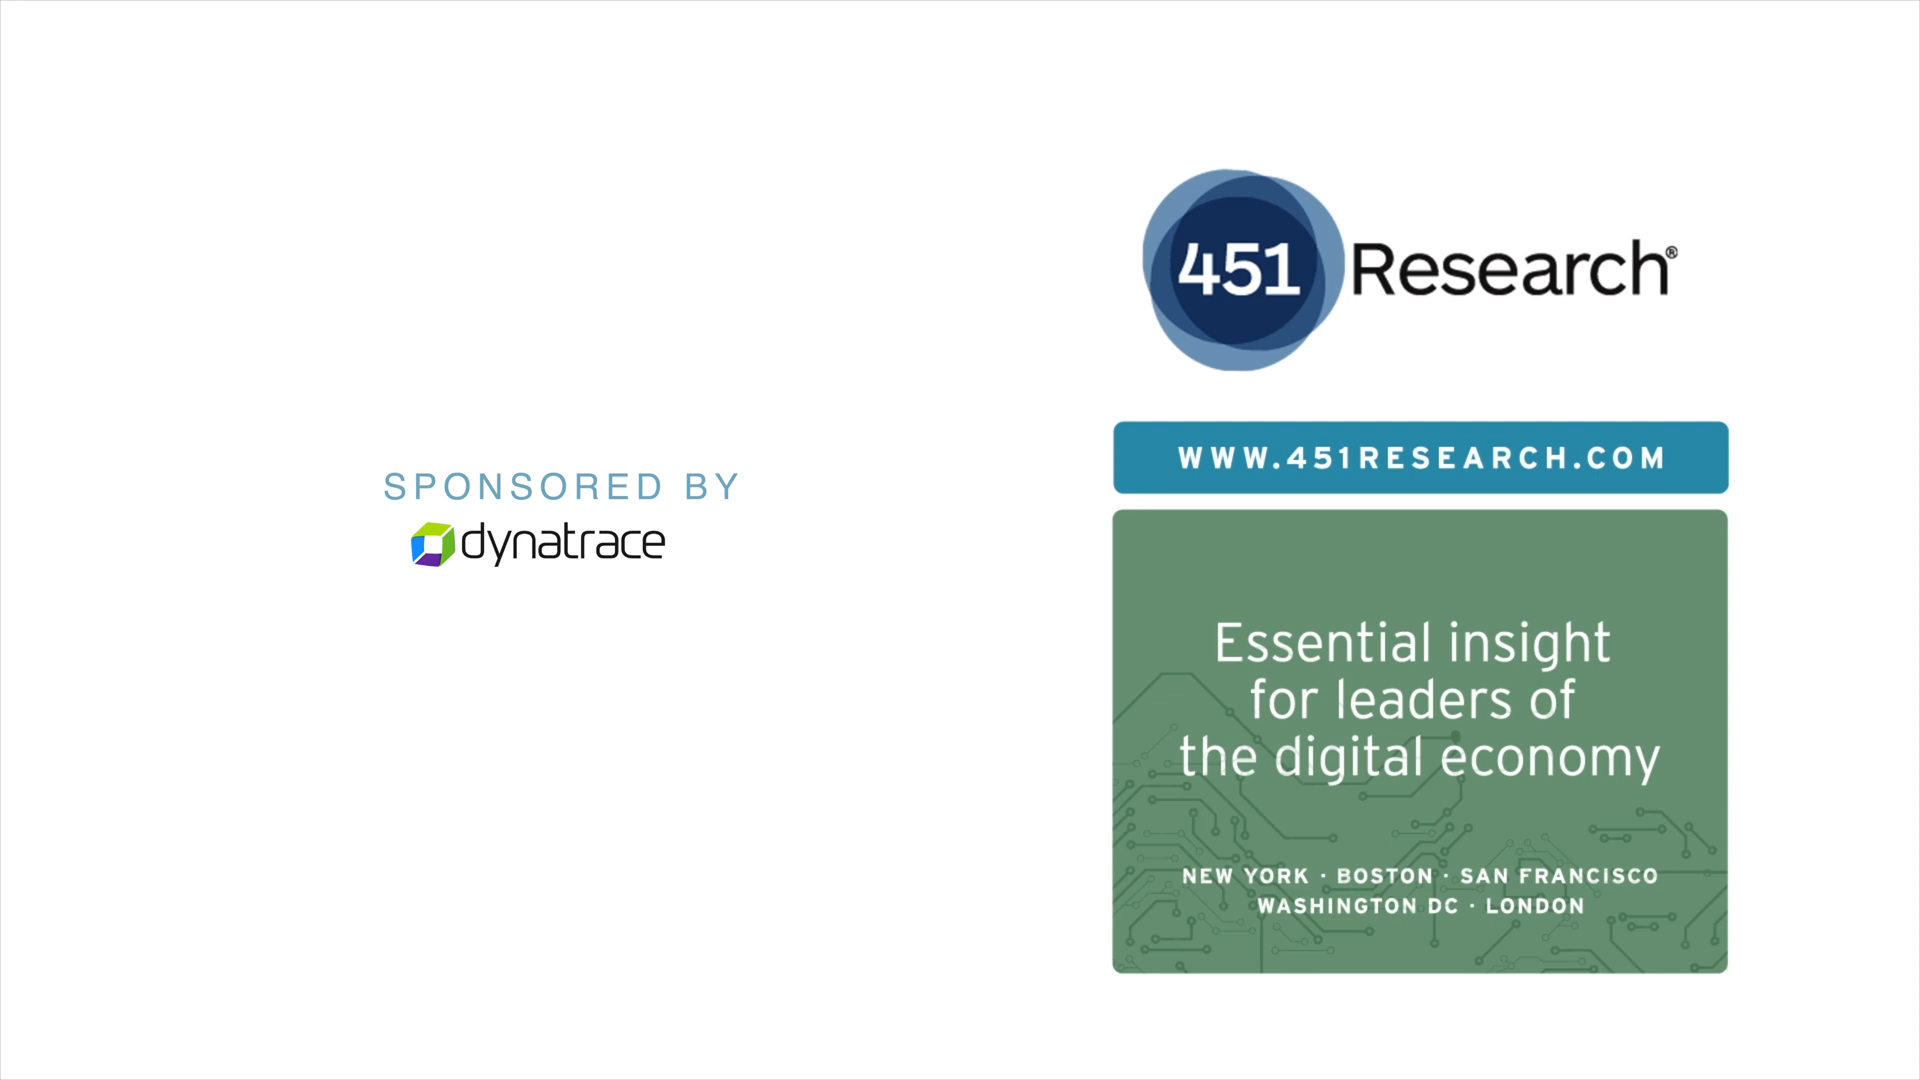 SPONSORED BY
dynatrace
451 Research®
WWW.451RESEARCH.COM
Essential insight
for leaders of
the digital economy
NEW YORK · BOSTON · SAN FRANCISCO
WASHINGTON DC · LONDON